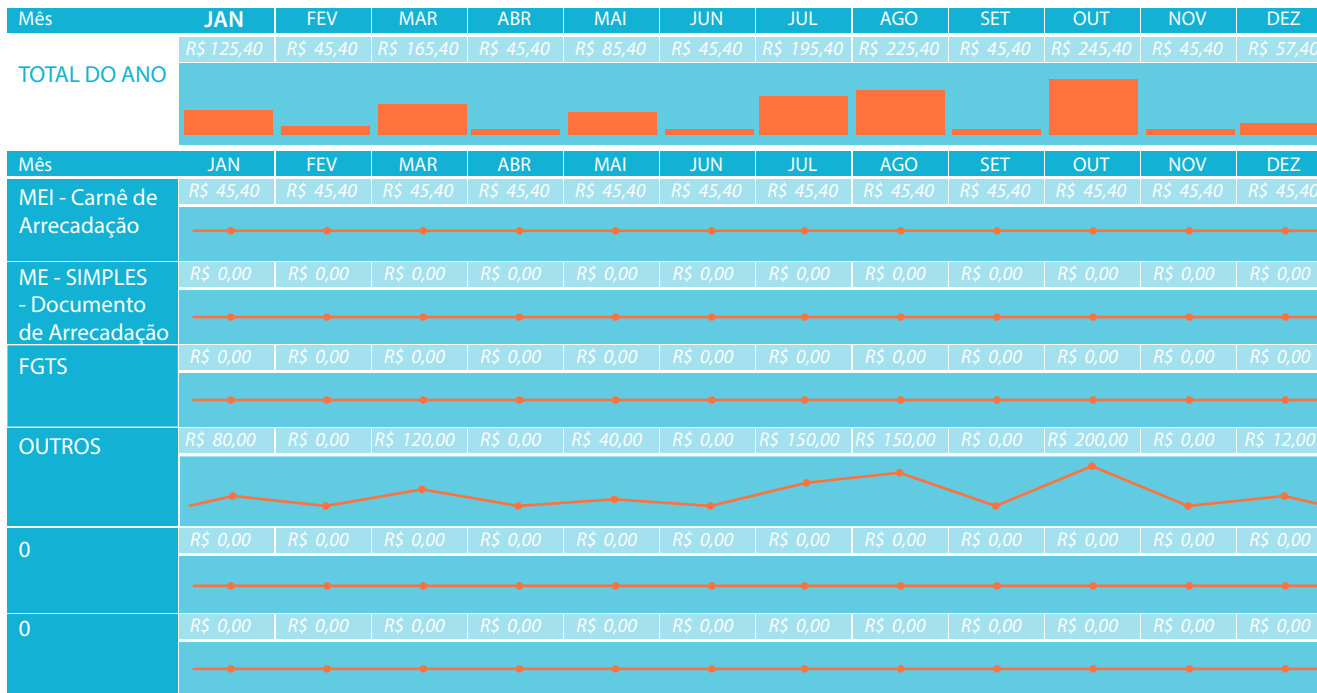 Mês JAN FEV MAR ABR MAI JUN JUL AGO SET OUT NOV DEZ
R$ 125,40 R$ 45,40 R$ 165,40 R$ 45,40 R$ 85,40 R$ 45,40 R$ 195,40 R$ 225,40 R$ 45,40 R$ 245,40 R$ 45,40 R$ 57,40
TOTAL DO ANO
Mês JAN FEV MAR ABR MAI JUN JUL AGO SET OUT NOV DEZ
R$ 45,40 R$ 45,40 R$ 45,40 R$ 45,40 R$ 45,40 R$ 45,40 R$ 45,40 R$ 45,40 R$ 45,40 R$ 45,40 R$ 45,40 R$ 45,40
MEI - Carnê de
Arrecadação
R$ 0,00 R$ 0,00 R$ 0,00 R$ 0,00 R$ 0,00 R$ 0,00 R$ 0,00 R$ 0,00 R$ 0,00 R$ 0,00 R$ 0,00 R$ 0,00
ME - SIMPLES
- Documento
de Arrecadação
R$ 0,00 R$ 0,00 R$ 0,00 R$ 0,00 R$ 0,00 R$ 0,00 R$ 0,00 R$ 0,00 R$ 0,00 R$ 0,00 R$ 0,00 R$ 0,00
FGTS
R$ 80,00 R$ 0,00 R$ 120,00 R$ 0,00 R$ 40,00 R$ 0,00 R$ 150,00 R$ 150,00 R$ 0,00 R$ 200,00 R$ 0,00 R$ 12,00
OUTROS
R$ 0,00 R$ 0,00 R$ 0,00 R$ 0,00 R$ 0,00 R$ 0,00 R$ 0,00 R$ 0,00 R$ 0,00 R$ 0,00 R$ 0,00 R$ 0,00
0
R$ 0,00 R$ 0,00 R$ 0,00 R$ 0,00 R$ 0,00 R$ 0,00 R$ 0,00 R$ 0,00 R$ 0,00 R$ 0,00 R$ 0,00 R$ 0,00
0